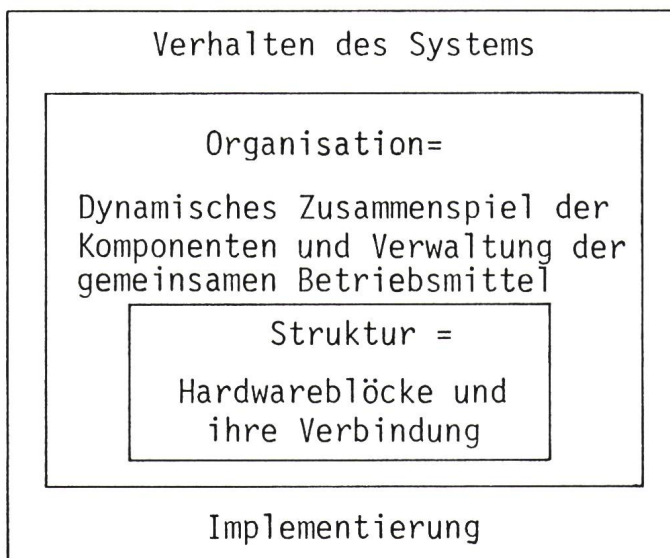 Verhalten des Systems
Organisation=
Dynamisches Zusammenspiel der
Komponenten und Verwaltung der
gemeinsamen Betriebsmittel
Struktur =
Hardwareblöcke und
ihre Verbindung
Implementierung